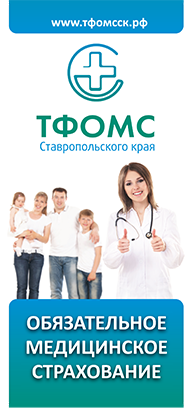 www.тфомсск.рф
ТФОМС
Ставропольского края
ОБЯЗАТЕЛЬНОЕ
МЕДИЦИНСКОЕ
СТРАХОВАНИЕ